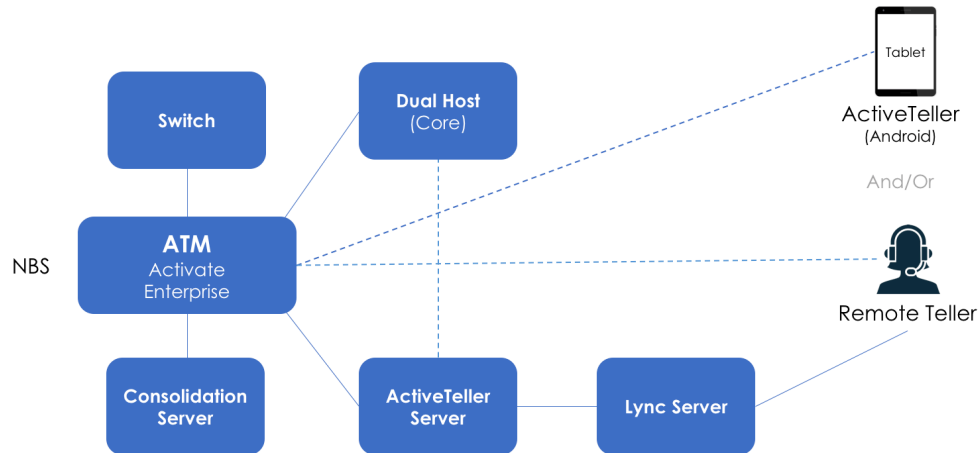 Tablet
ActiveTeller
(Android)
And/Or
Remote Teller
Switch
Dual Host
(Core)
NBS
ATM
Activate
Enterprise
Consolidation
Server
ActiveTeller
Server
Lync Server